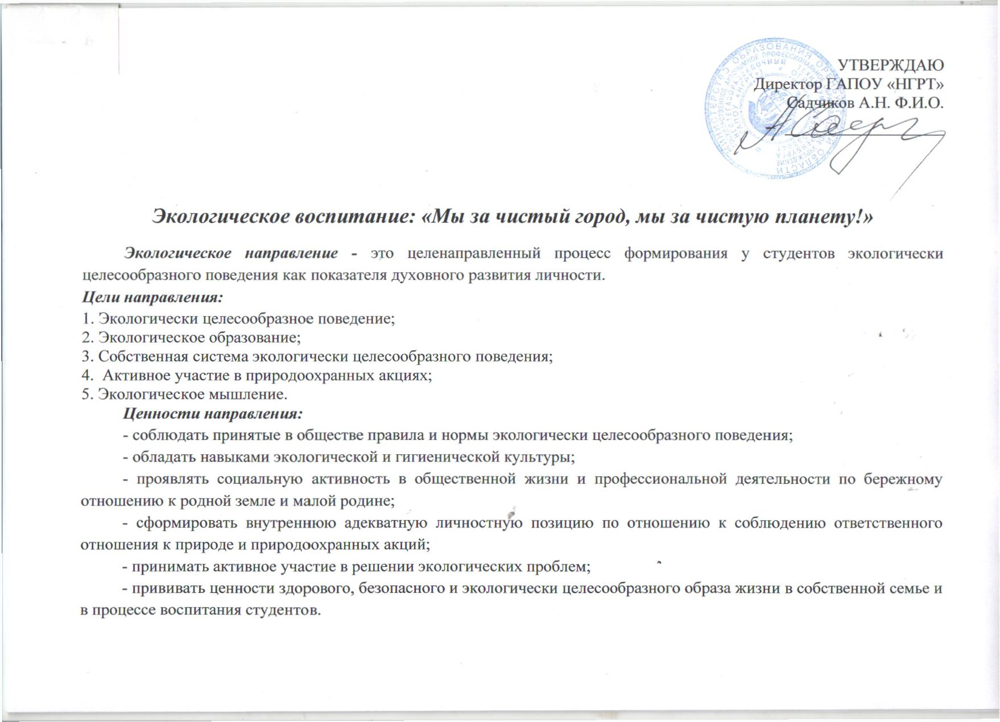 УТВЕРЖДАЮ
Директор ГАПОУ «НГРТ»
Садчиков А.Н. Ф.И.О.
МИНИСТЕРСТВО ОБРАЗОВАНИЯ ОРЕНБУРГСКОЙ ОБЛАСТИ
Экологическое воспитание: «Мы за чистый город, мы за чистую планету!»
Экологическое направление - это целенаправленный процесс формирования у студентов экологически
целесообразного поведения как показателя духовного развития личности.
Цели направления:
1. Экологически целесообразное поведение;
2. Экологическое образование;
3. Собственная система экологически целесообразного поведения;
4. Активное участие в природоохранных акциях;
5. Экологическое мышление.
Ценности направления:
- соблюдать принятые в обществе правила и нормы экологически целесообразного поведения;
- обладать навыками экологической и гигиенической культуры;
- проявлять социальную активность в общественной жизни и профессиональной деятельности по бережному
отношению к родной земле и малой родине;
- сформировать внутреннюю адекватную личностную позицию по отношению к соблюдению ответственного
отношения к природе и природоохранных акций;
- принимать активное участие в решении экологических проблем;
- прививать ценности здорового, безопасного и экологически целесообразного образа жизни в собственной семье и
в процессе воспитания студентов.